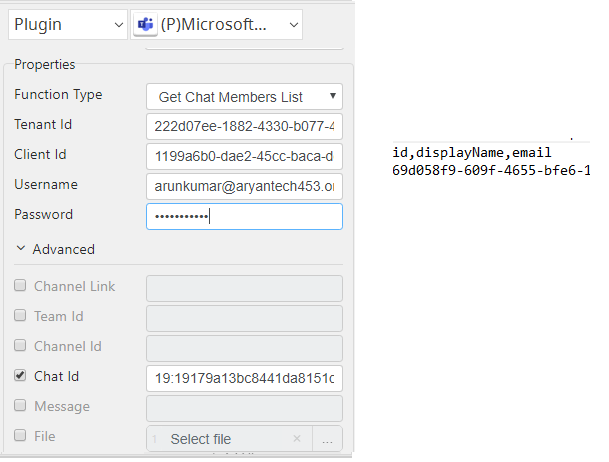 Plugin
(P)Microsoft...
Properties
Function Type
Get Chat Members List
Tenant Id
222d07ee-1882-4330-b077-4
Client Id
1199a6b0-dae2-45cc-baca-d
Username
arunkumar@aryantech453.o
Password
•••••••••••
Advanced
Channel Link
Team Id
Channel Id
Chat Id
19:19179a13bc8441da8151c
Message
File
1 Select file × ...
id,displayName,email
69d058f9-609f-4655-bfe6-1